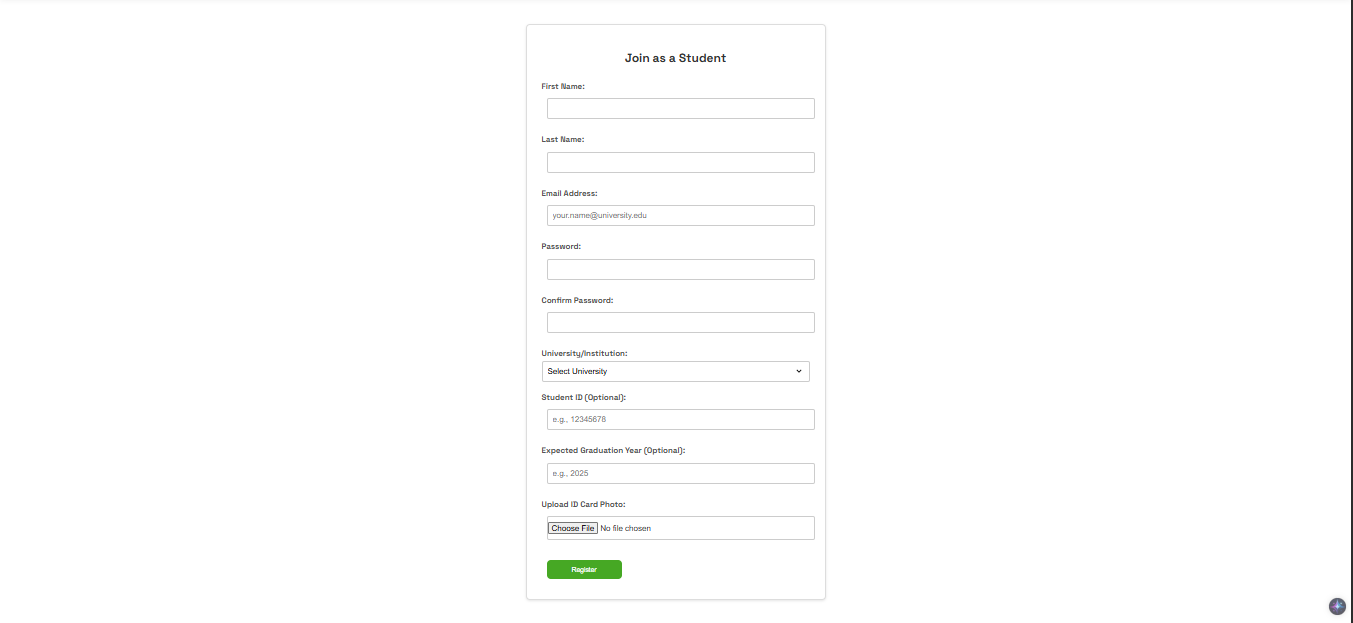 Join as a Student
First Name:
Last Name:
Email Address:
your.name@university.edu
Password:
Confirm Password:
University/Institution:
Select University
Student ID (Optional):
e.g., 12345678
Expected Graduation Year (Optional):
e.g., 2025
Upload ID Card Photo:
Choose File No file chosen
Register